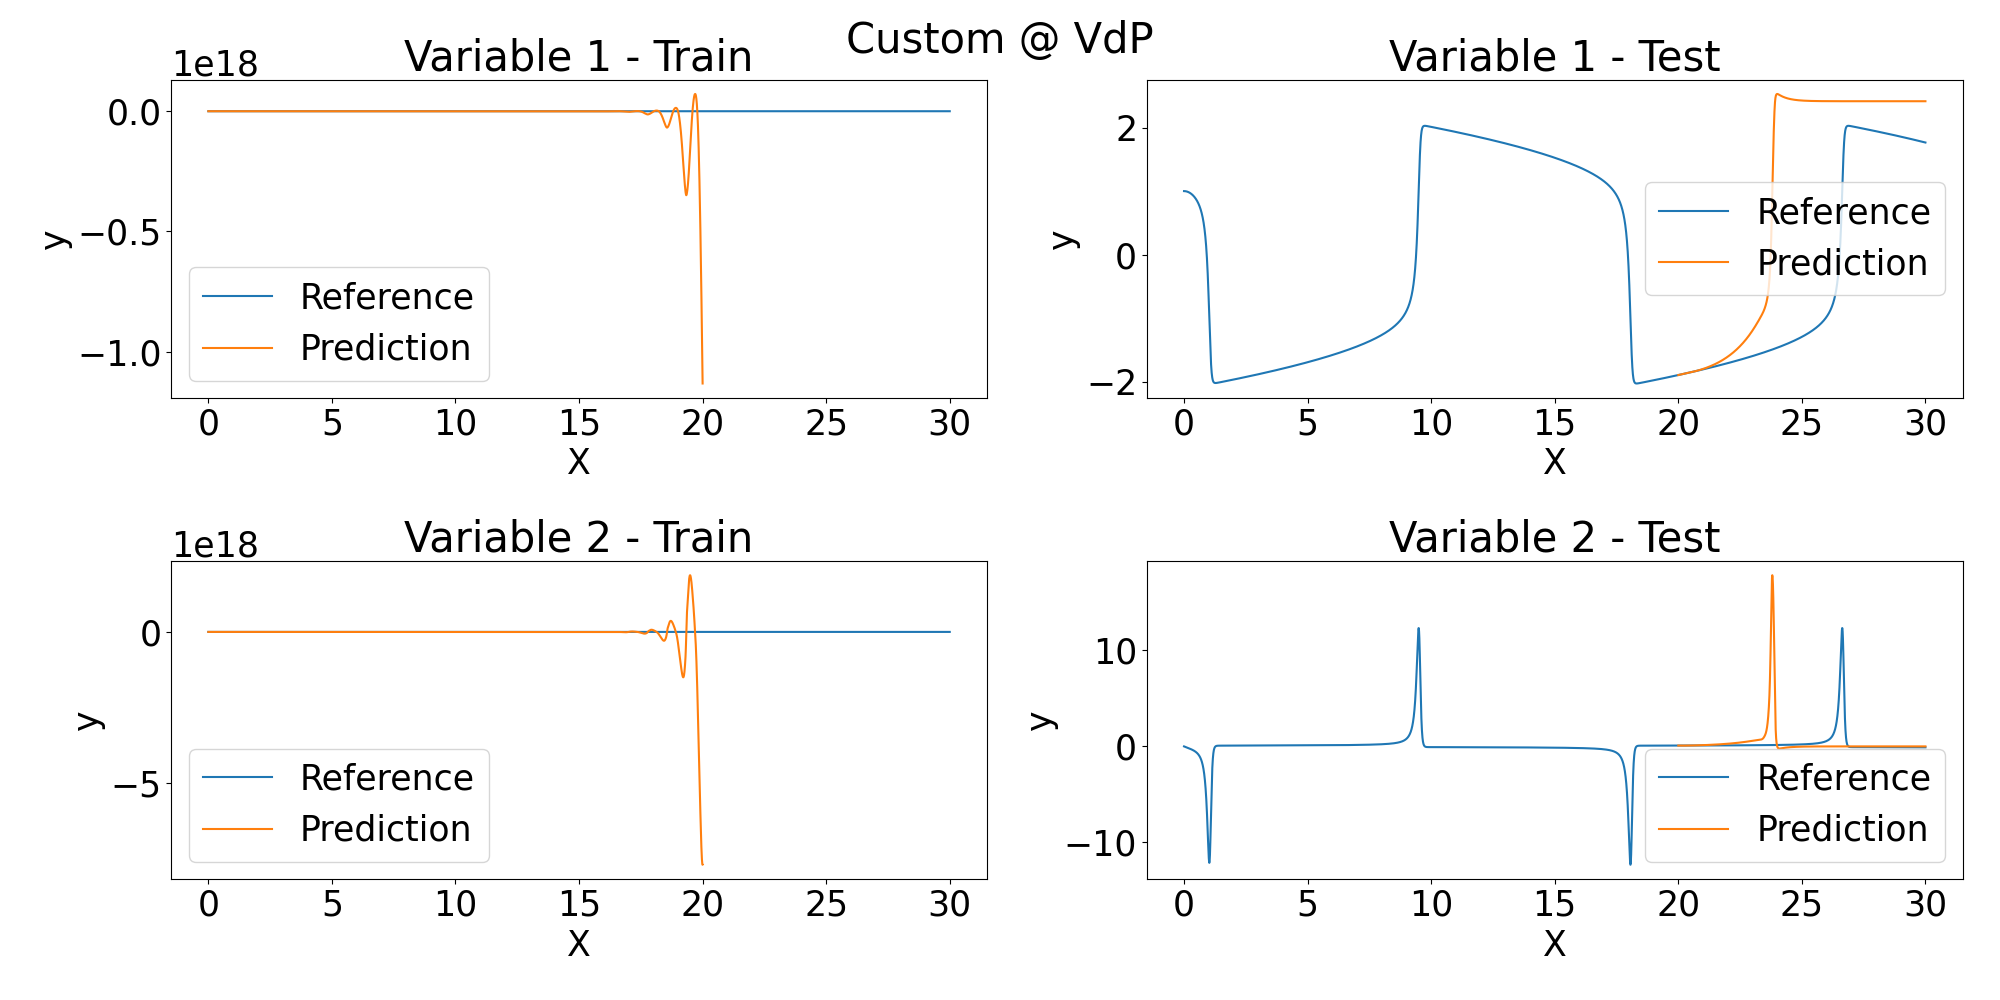 Custom @ VdP
Variable 1 - Train
1e18
0.0
−0.5
−1.0
y
Reference
Prediction
0 5 10 15 20 25 30
X
Variable 1 - Test
2
0
−2
y
Reference
Prediction
0 5 10 15 20 25 30
X
Variable 2 - Train
1e18
0
−5
y
Reference
Prediction
0 5 10 15 20 25 30
X
Variable 2 - Test
10
0
−10
y
Reference
Prediction
0 5 10 15 20 25 30
X